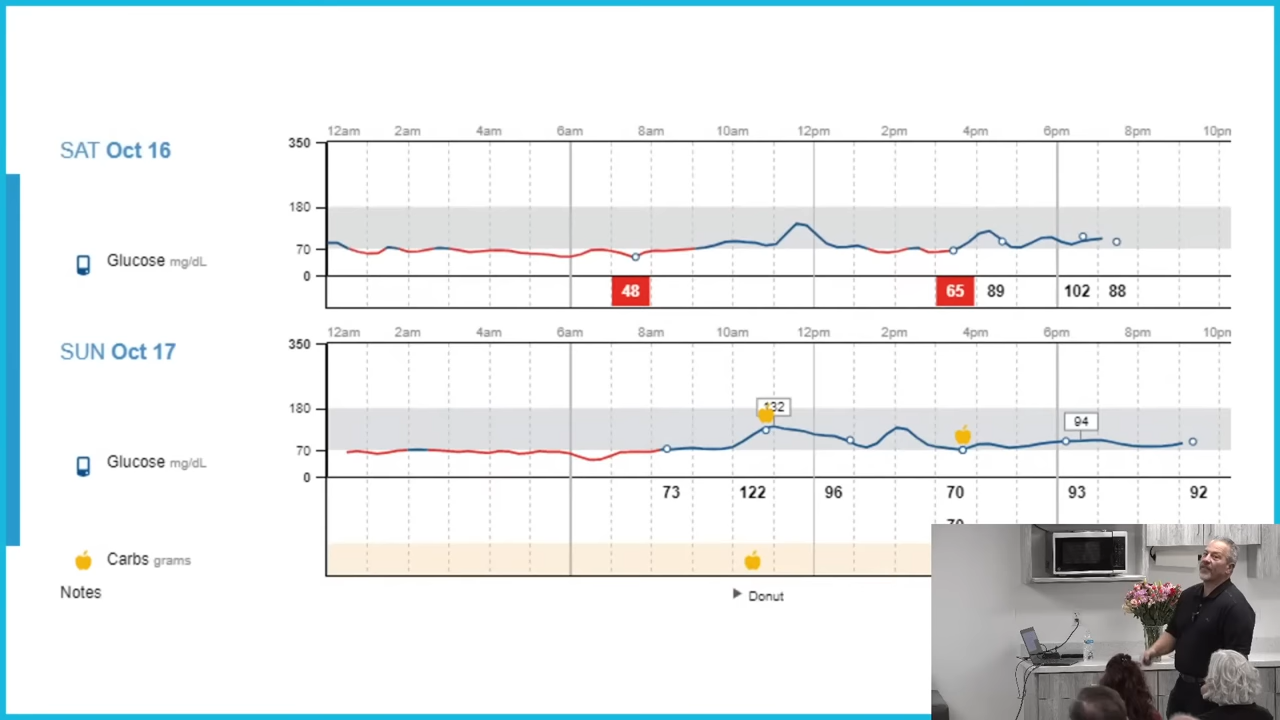 12am 2am 4am 6am 8am 10am 12pm 2pm 4pm 6pm 8pm 10pm
SAT Oct 16
350
180
Glucose mg/dL
70
0
48 65 89 102 88
12am 2am 4am 6am 8am 10am 12pm 2pm 4pm 6pm 8pm 10pm
SUN Oct 17
350
180
132
94
Glucose mg/dL
70
0
73 122 96 70 93 92
Carbs grams
Notes
Donut